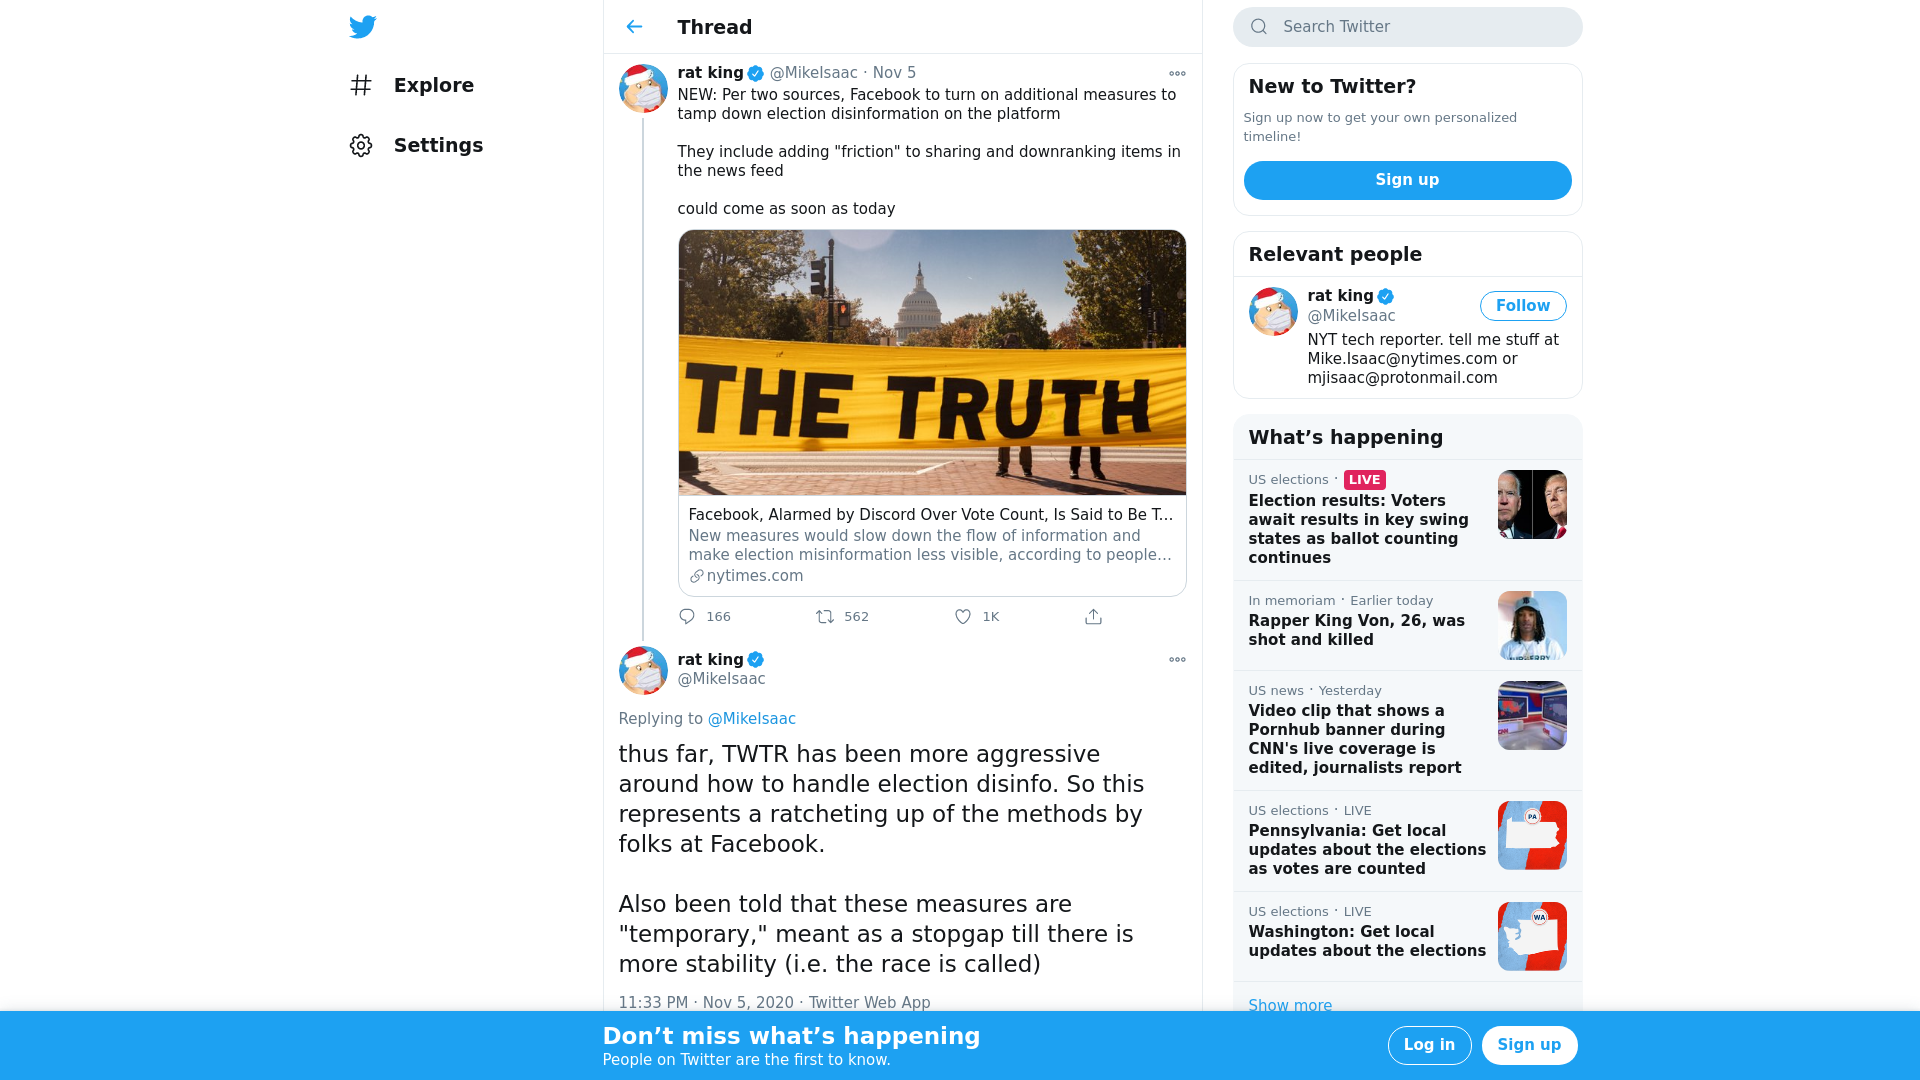 Explore
Settings
Thread
rat king @MikeIsaac · Nov 5
NEW: Per two sources, Facebook to turn on additional measures to
tamp down election disinformation on the platform
They include adding "friction" to sharing and downranking items in
the news feed
could come as soon as today
THE TRUTH
Facebook, Alarmed by Discord Over Vote Count, Is Said to Be T...
New measures would slow down the flow of information and
make election misinformation less visible, according to people...
nytimes.com
166 562 1K
rat king
@MikeIsaac
Replying to @MikeIsaac
thus far, TWTR has been more aggressive
around how to handle election disinfo. So this
represents a ratcheting up of the methods by
folks at Facebook.
Also been told that these measures are
"temporary," meant as a stopgap till there is
more stability (i.e. the race is called)
11:33 PM · Nov 5, 2020 · Twitter Web App
Search Twitter
New to Twitter?
Sign up now to get your own personalized
timeline!
Sign up
Relevant people
rat king
@MikeIsaac
Follow
NYT tech reporter. tell me stuff at
Mike.Isaac@nytimes.com or
mjisaac@protonmail.com
What’s happening
US elections · LIVE
Election results: Voters
await results in key swing
states as ballot counting
continues
In memoriam · Earlier today
Rapper King Von, 26, was
shot and killed
US news · Yesterday
Video clip that shows a
Pornhub banner during
CNN's live coverage is
edited, journalists report
US elections · LIVE
Pennsylvania: Get local
updates about the elections
as votes are counted
PA
US elections · LIVE
Washington: Get local
updates about the elections
WA
Show more
Don’t miss what’s happening
People on Twitter are the first to know.
Log in
Sign up